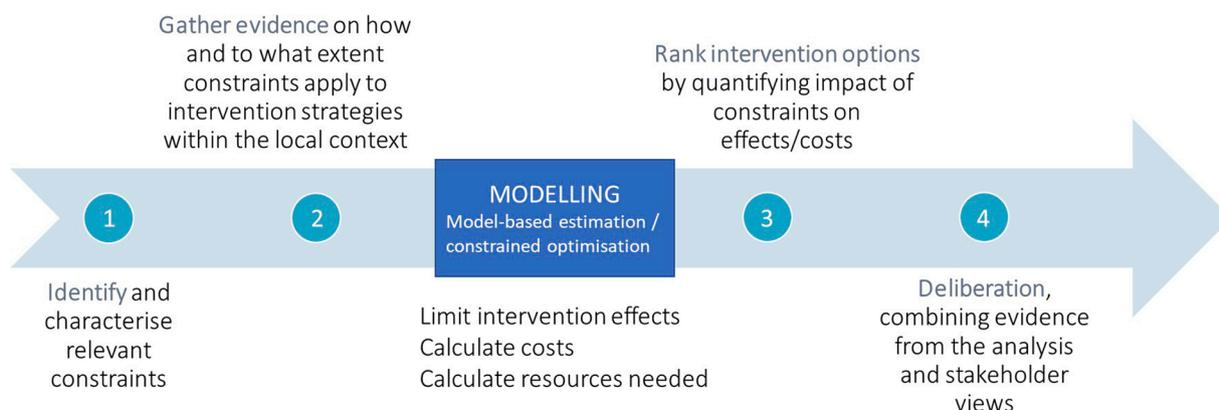 Gather evidence on how
and to what extent
constraints apply to
intervention strategies
within the local context
Rank intervention options
by quantifying impact of
constraints on
effects/costs
1
2
MODELLING
Model-based estimation /
constrained optimisation
3
4
Identify and
characterise
relevant
constraints
Limit intervention effects
Calculate costs
Calculate resources needed
Deliberation,
combining evidence
from the analysis
and stakeholder
views